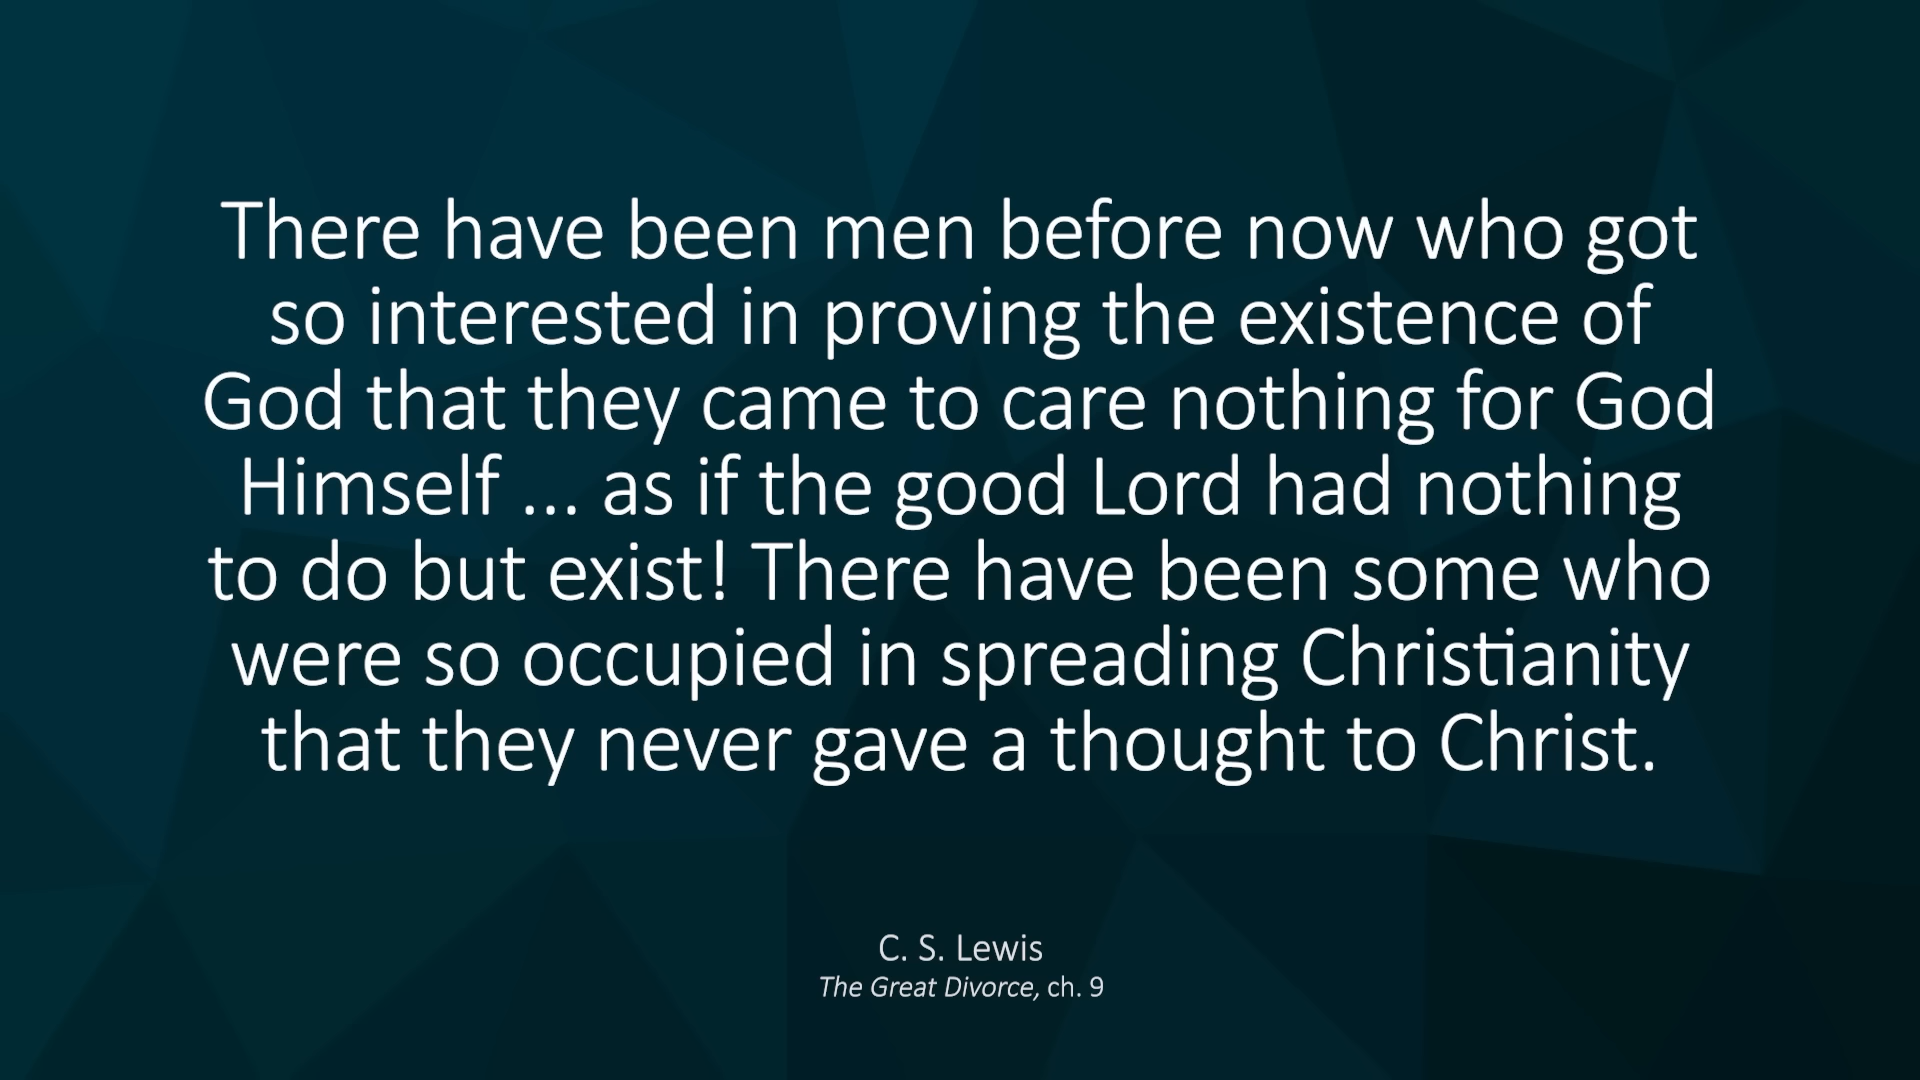 There have been men before now who got
so interested in proving the existence of
God that they came to care nothing for God
Himself ... as if the good Lord had nothing
to do but exist! There have been some who
were so occupied in spreading Christianity
that they never gave a thought to Christ.
C. S. Lewis
The Great Divorce, ch. 9